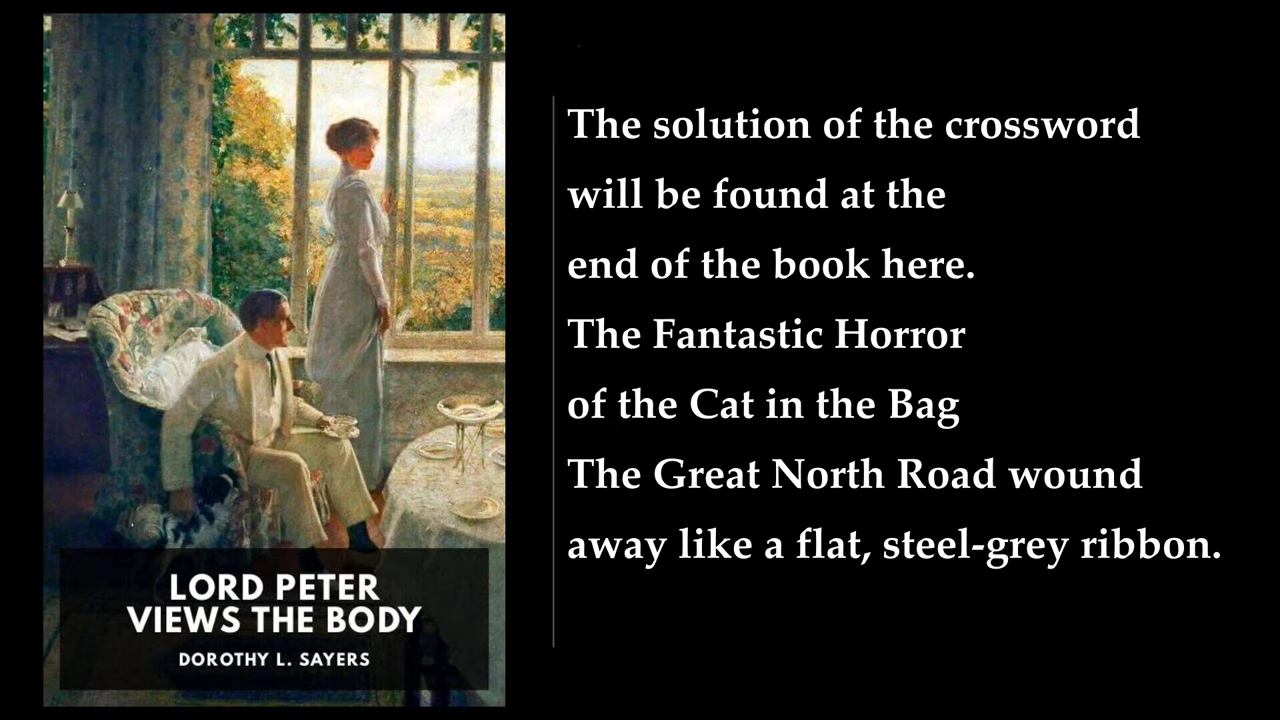 LORD PETER
VIEWS THE BODY
DOROTHY L. SAYERS
The solution of the crossword
will be found at the
end of the book here.
The Fantastic Horror
of the Cat in the Bag
The Great North Road wound
away like a flat, steel-grey ribbon.